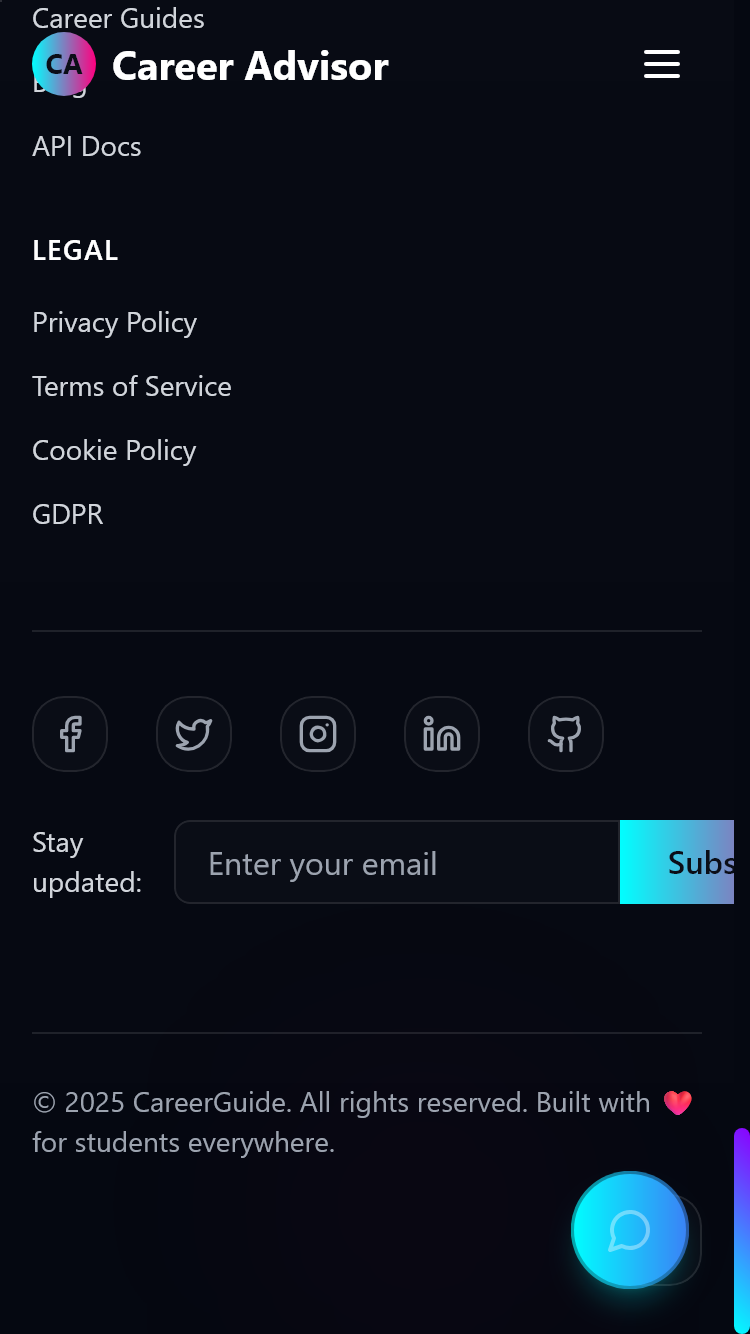 Career Guides
CA Career Advisor
Blog
API Docs
LEGAL
Privacy Policy
Terms of Service
Cookie Policy
GDPR
Stay
updated:
Enter your email
Subs
© 2025 CareerGuide. All rights reserved. Built with ❤️
for students everywhere.